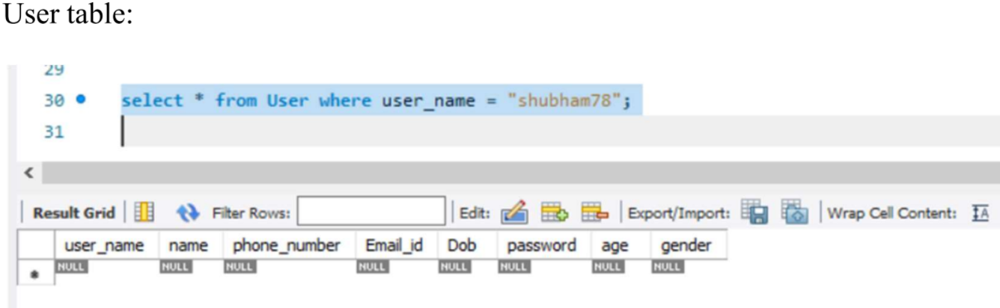 User table:
29
30 select * from User where user_name = "shubham78";
31
Result Grid Filter Rows: Edit: Export/Import: Wrap Cell Content: IA
user_name name phone_number Email_id Dob password age gender
* NULL NULL NULL NULL NULL NULL NULL NULL